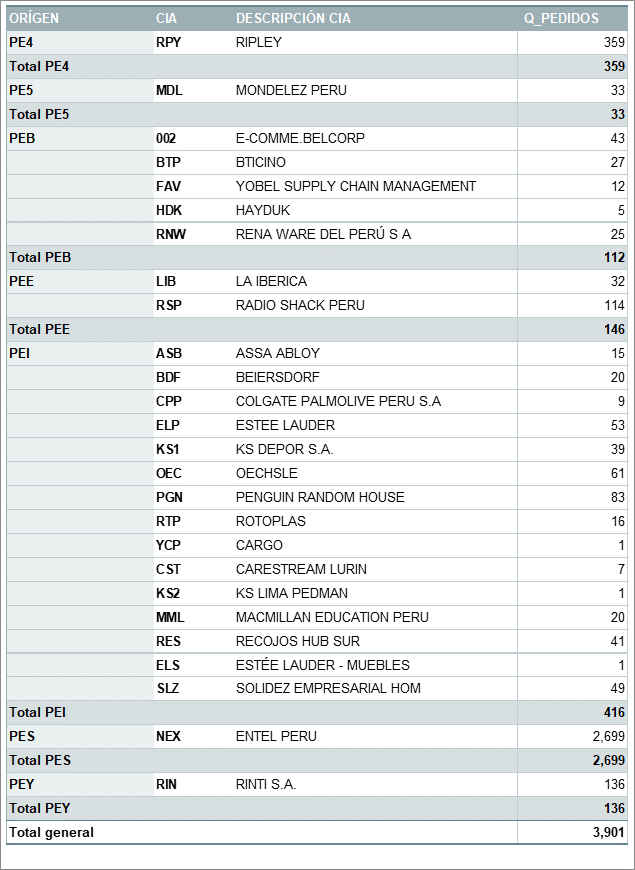 ORÍGEN CIA DESCRIPCIÓN CIA Q_PEDIDOS
PE4 RPY RIPLEY 359
Total PE4 359
PE5 MDL MONDELEZ PERU 33
Total PE5 33
PEB 002 E-COMME.BELCORP 43
BTP BTICINO 27
FAV YOBEL SUPPLY CHAIN MANAGEMENT 12
HDK HAYDUK 5
RNW RENA WARE DEL PERÚ S A 25
Total PEB 112
PEE LIB LA IBERICA 32
RSP RADIO SHACK PERU 114
Total PEE 146
PEI ASB ASSA ABLOY 15
BDF BEIERSDORF 20
CPP COLGATE PALMOLIVE PERU S.A 9
ELP ESTEE LAUDER 53
KS1 KS DEPOR S.A. 39
OEC OECHSLE 61
PGN PENGUIN RANDOM HOUSE 83
RTP ROTOPLAS 16
YCP CARGO 1
CST CARESTREAM LURIN 7
KS2 KS LIMA PEDMAN 1
MML MACMILLAN EDUCATION PERU 20
RES RECOJOS HUB SUR 41
ELS ESTÉE LAUDER - MUEBLES 1
SLZ SOLIDEZ EMPRESARIAL HOM 49
Total PEI 416
PES NEX ENTEL PERU 2,699
Total PES 2,699
PEY RIN RINTI S.A. 136
Total PEY 136
Total general 3,901